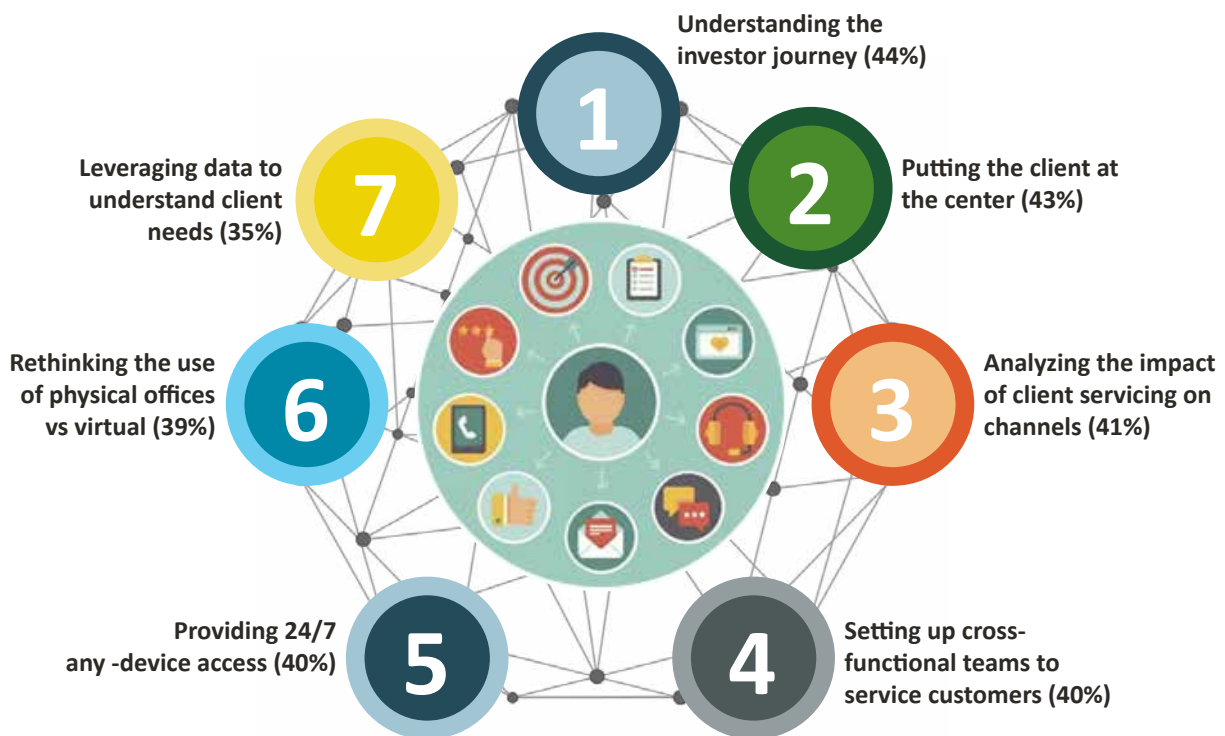 1
Understanding the
investor journey (44%)
2
Putting the client at
the center (43%)
3
Analyzing the impact
of client servicing on
channels (41%)
4
Setting up cross-
functional teams to
service customers (40%)
5
Providing 24/7
any -device access (40%)
6
Rethinking the use
of physical offices
vs virtual (39%)
7
Leveraging data to
understand client
needs (35%)